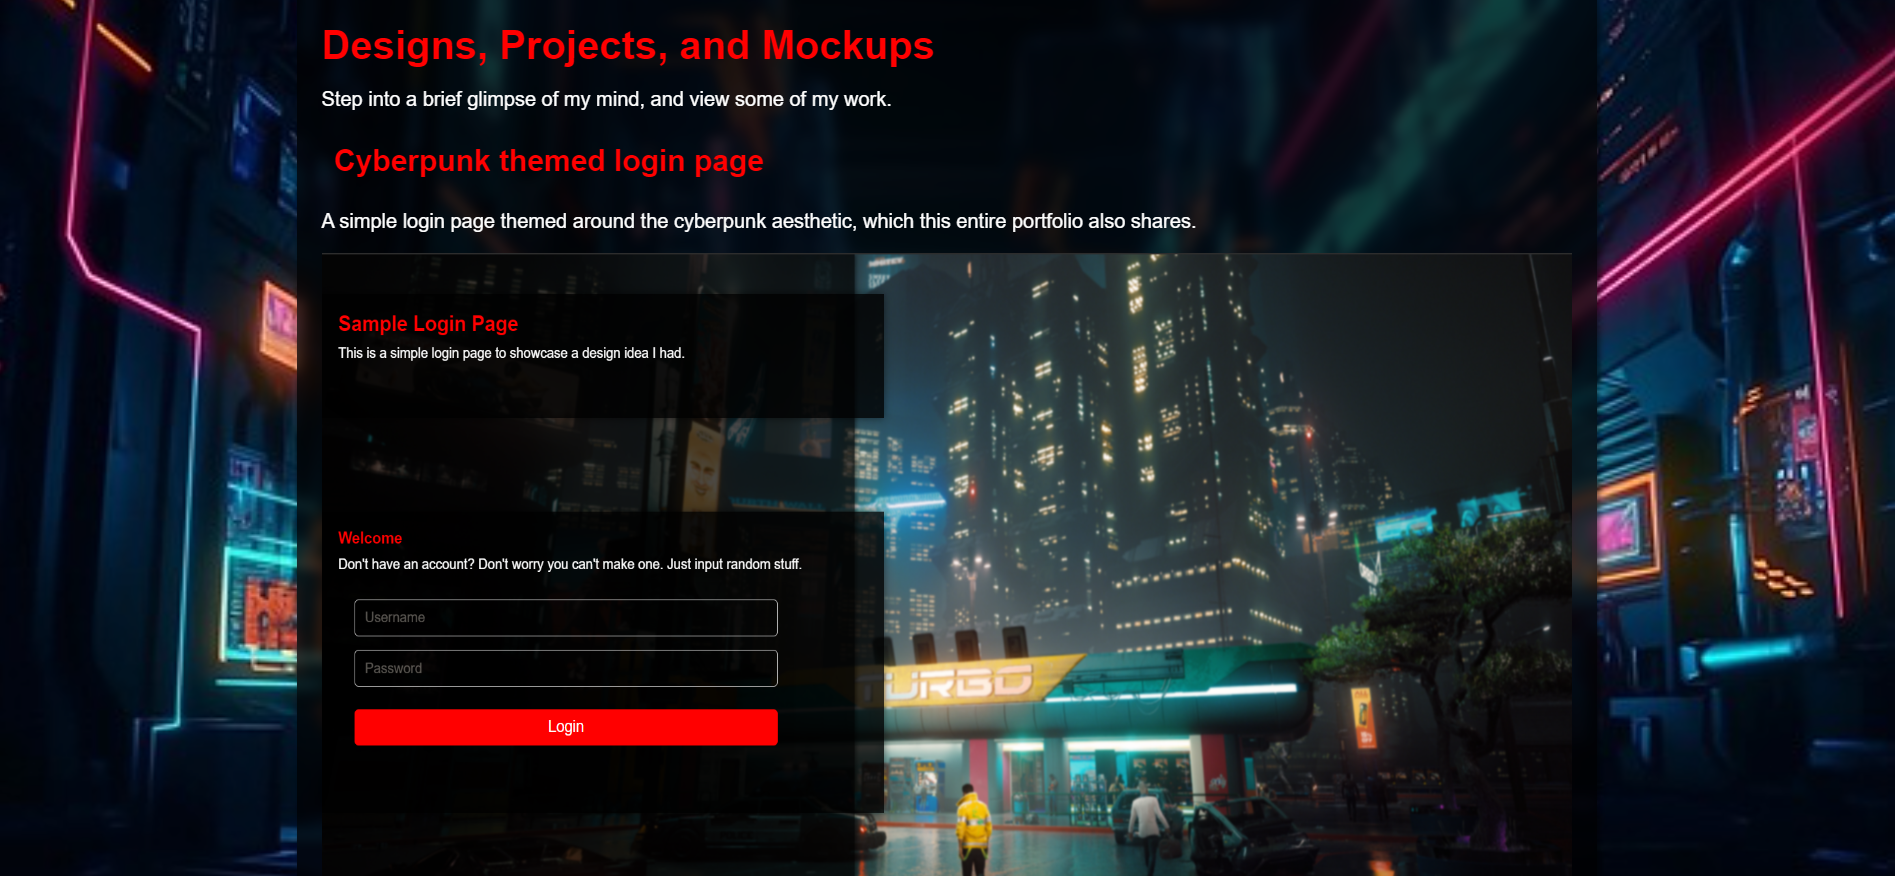 Designs, Projects, and Mockups
Step into a brief glimpse of my mind, and view some of my work.
Cyberpunk themed login page
A simple login page themed around the cyberpunk aesthetic, which this entire portfolio also shares.
Sample Login Page
This is a simple login page to showcase a design idea I had.
Welcome
Don't have an account? Don't worry you can't make one. Just input random stuff.
Username
Password
TURBO
Login